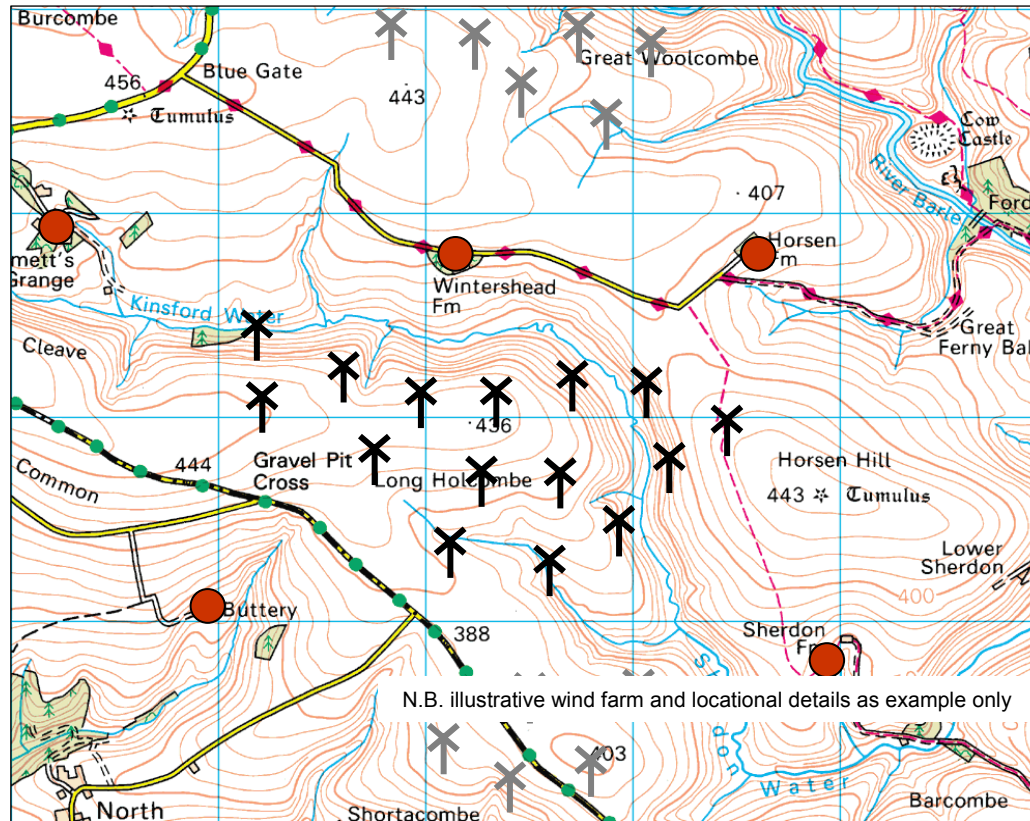 Burcombe
Blue Gate
456
Tumulus
443
Great Woolcombe
Cow
Castle
River Barle
407
Ford
mett's
Grange
Wintershead
Fm
Horsen
Fm
Kinsford Water
Cleave
Great
Ferny Bal
436
444
Gravel Pit
Cross
Long Holcombe
Common
Horsen Hill
443
Tumulus
Lower
Sherdon
400
Buttery
388
Sherdon
Fm
N.B. illustrative wind farm and locational details as example only
403
Water
North
Shortacombe
Barcombe